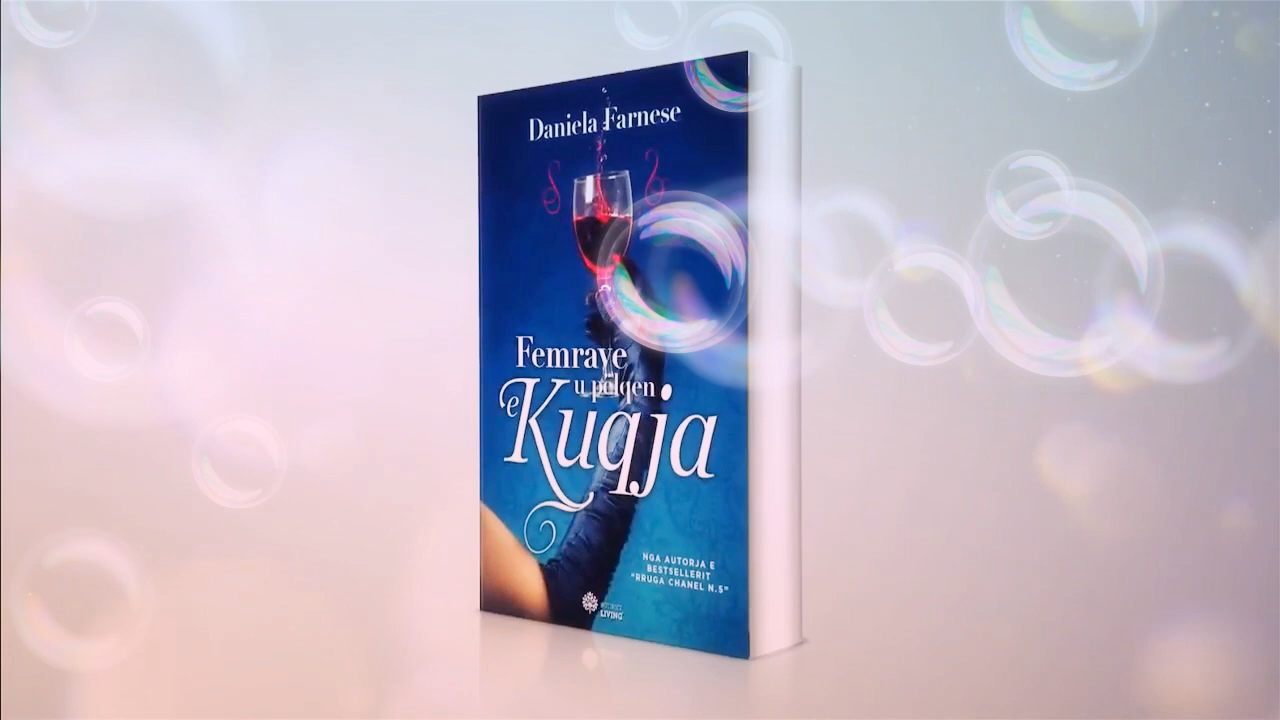 Daniela Farnese
Femrave
u pëlqen
e Kuqja
NGA AUTORJA E
BESTSELLERIT
"RRUGA CHANEL N.5"
LIVING